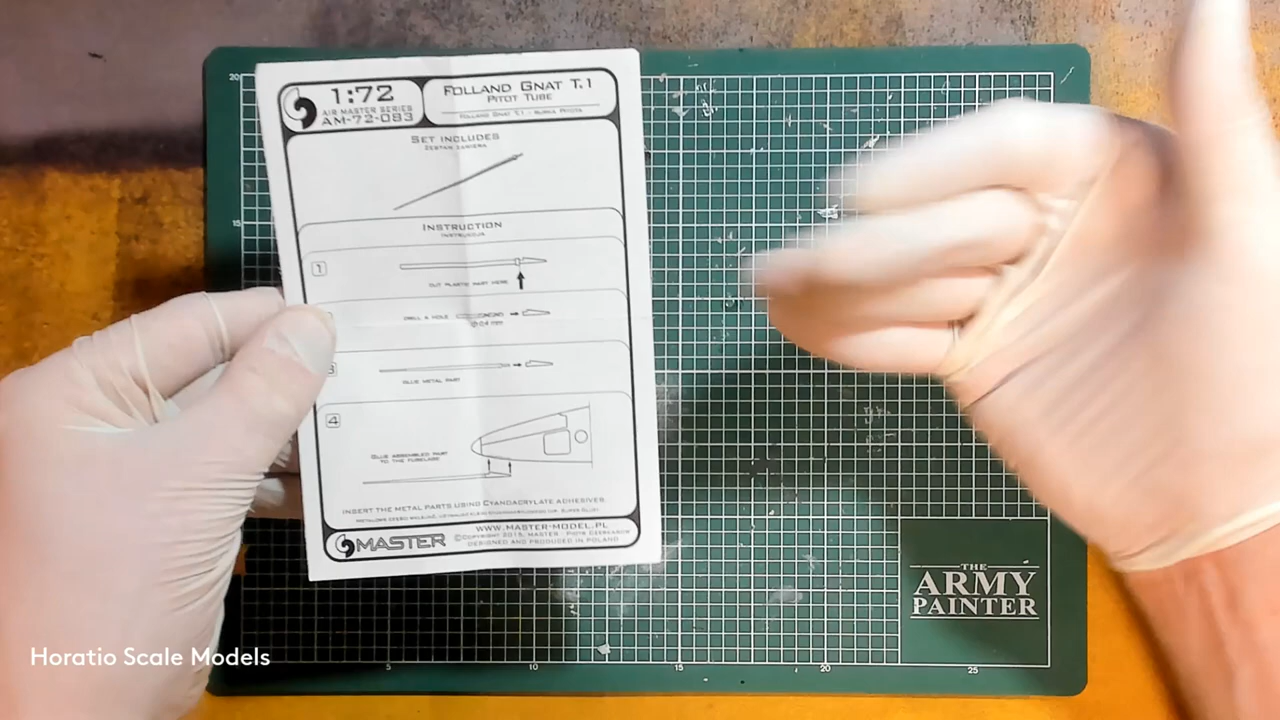 1:72
AIR MASTER SERIES
AM-72-083
FOLLAND GNAT T.1
PITOT TUBE
FOLLAND GNAT T.1 - RURKA PITOTA
SET INCLUDES
ZESTAW ZAWIERA
INSTRUCTION
INSTRUKCJA
1
CUT PLASTIC PART HERE
DRILL A HOLE
Ø 0,4 mm
3
GLUE METAL PART
4
GLUE ASSEMBLED PART
TO THE FUSELAGE
INSERT THE METAL PARTS USING CYANOACRYLATE ADHESIVES
MASTER
WWW.MASTER-MODEL.PL
©COPYRIGHT 2015, MASTER - PIOTR CZERKASOW
DESIGNED AND PRODUCED IN POLAND
20
15
THE
ARMY
PAINTER
5
10
15
20
25
Horatio Scale Models